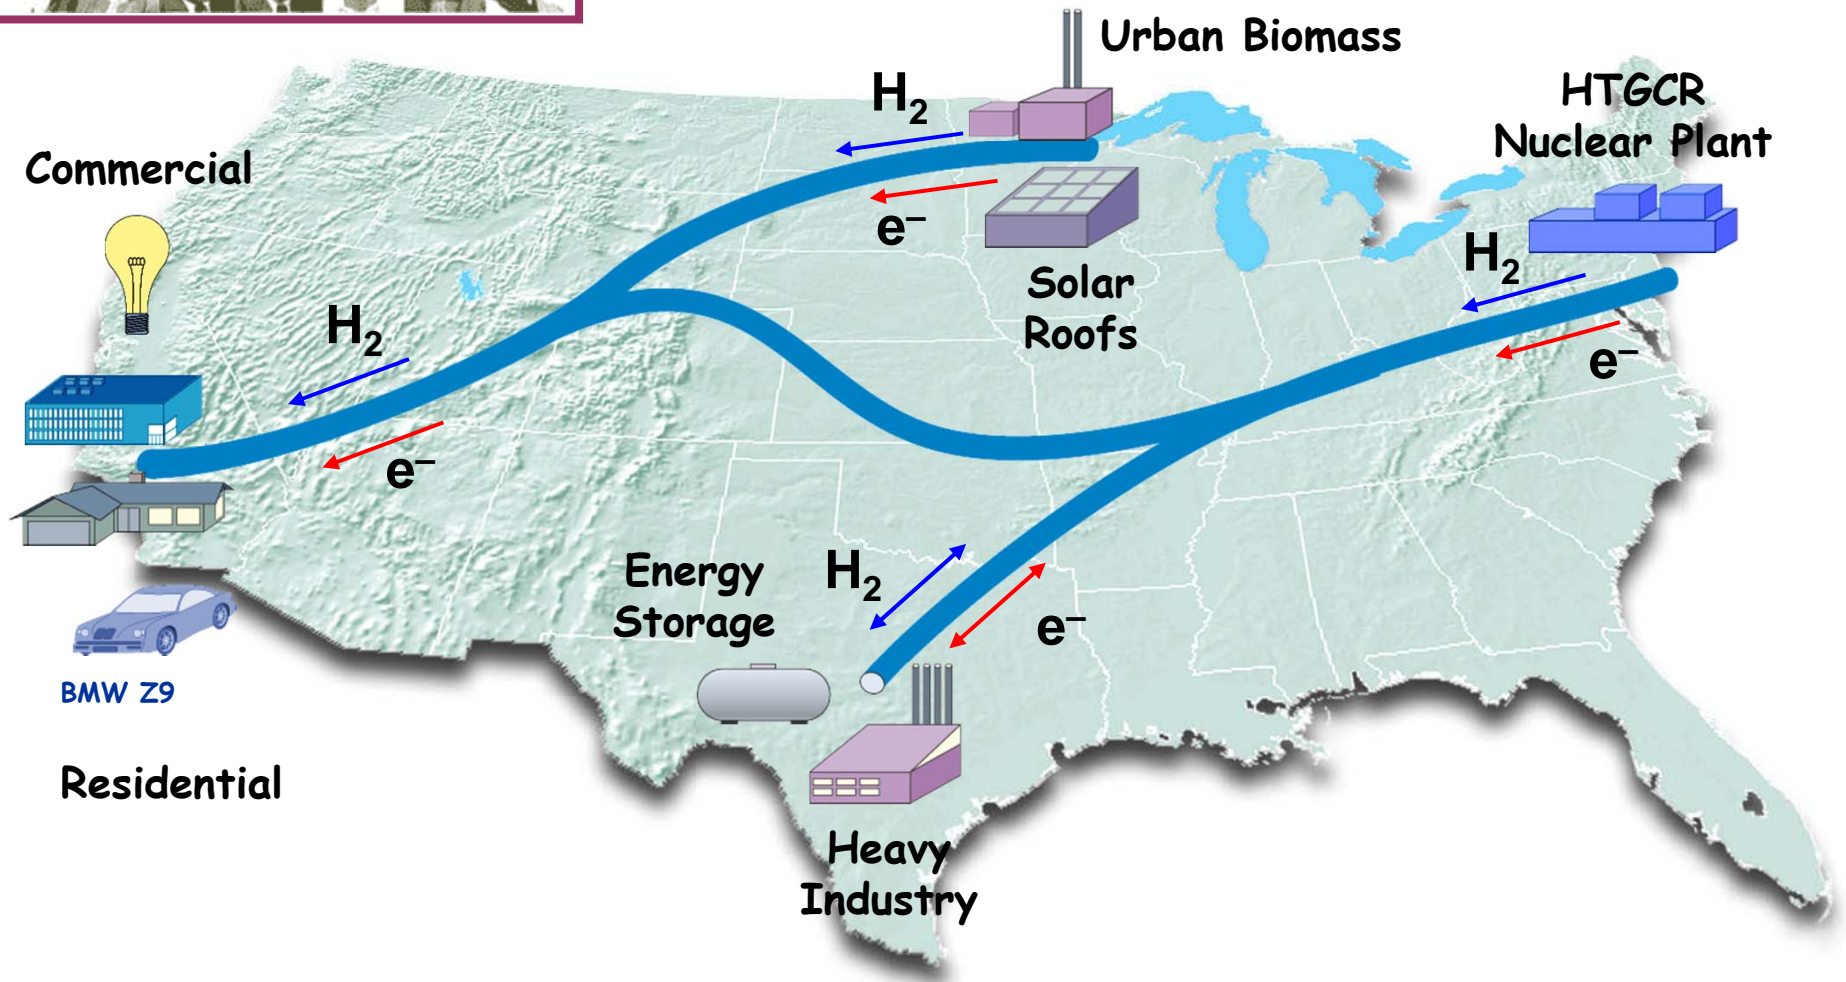 Urban Biomass
HTGCR
Nuclear Plant
H₂
Commercial
e⁻
H₂
Solar
Roofs
H₂
e⁻
e⁻
Energy
Storage
H₂
e⁻
BMW Z9
Residential
Heavy
Industry